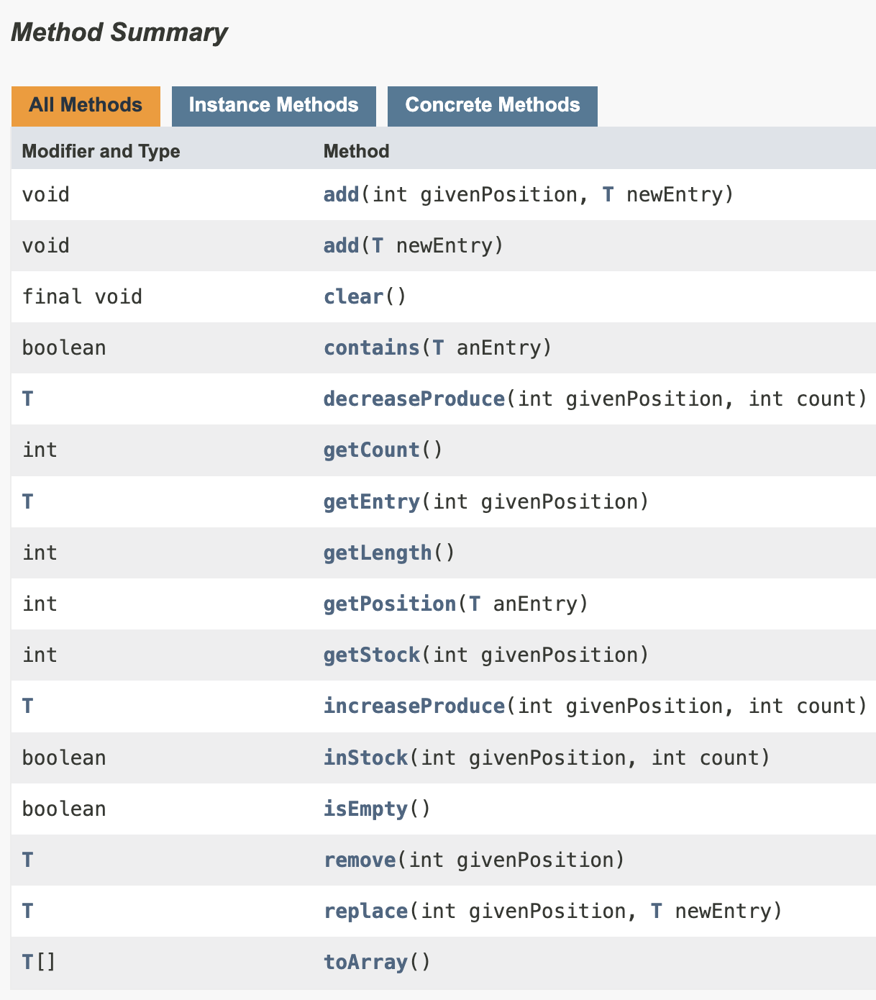 Method Summary
All Methods Instance Methods Concrete Methods
Modifier and Type Method
void add(int givenPosition, T newEntry)
void add(T newEntry)
final void clear()
boolean contains(T anEntry)
T decreaseProduce(int givenPosition, int count)
int getCount()
T getEntry(int givenPosition)
int getLength()
int getPosition(T anEntry)
int getStock(int givenPosition)
T increaseProduce(int givenPosition, int count)
boolean inStock(int givenPosition, int count)
boolean isEmpty()
T remove(int givenPosition)
T replace(int givenPosition, T newEntry)
T[] toArray()